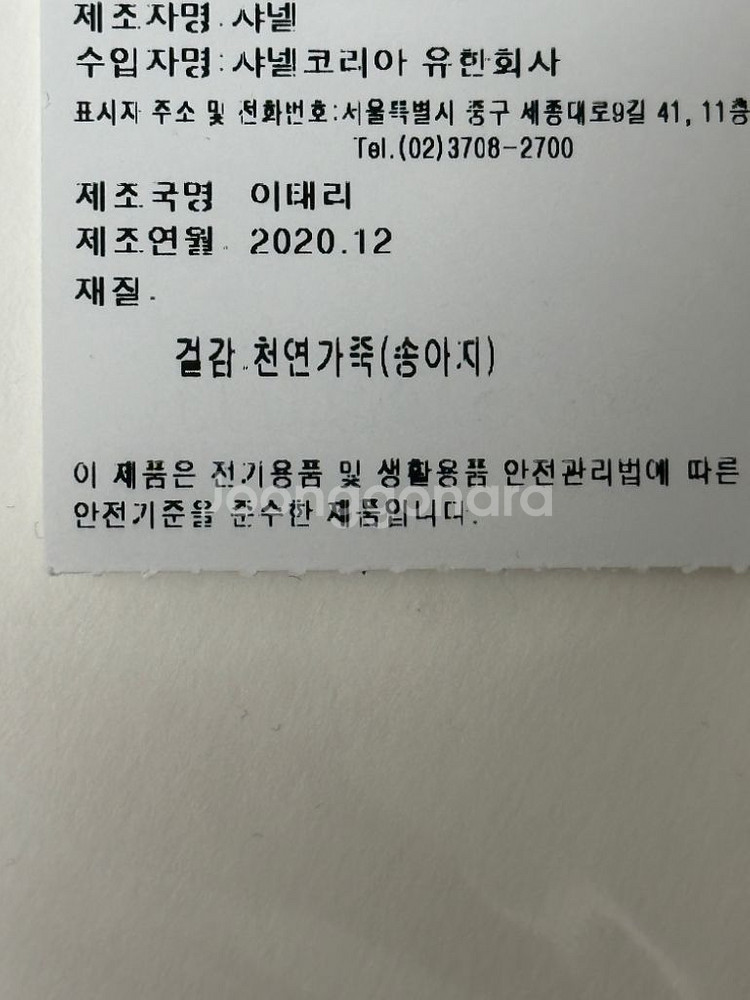 제조자명.샤넬
수입자명:샤넬코리아 유한회사
표시자 주소 및 전화번호:서울특별시 중구 세종대로9길 41, 11층
Tel.(02)3708-2700
제조국명 이태리
제조연월. 2020.12
재질.
겉감.천연가죽(송아지)
이 제품은 전기용품 및 생활용품 안전관리법에 따른
안전기준을 준수한 제품입니다.
Joonggonara